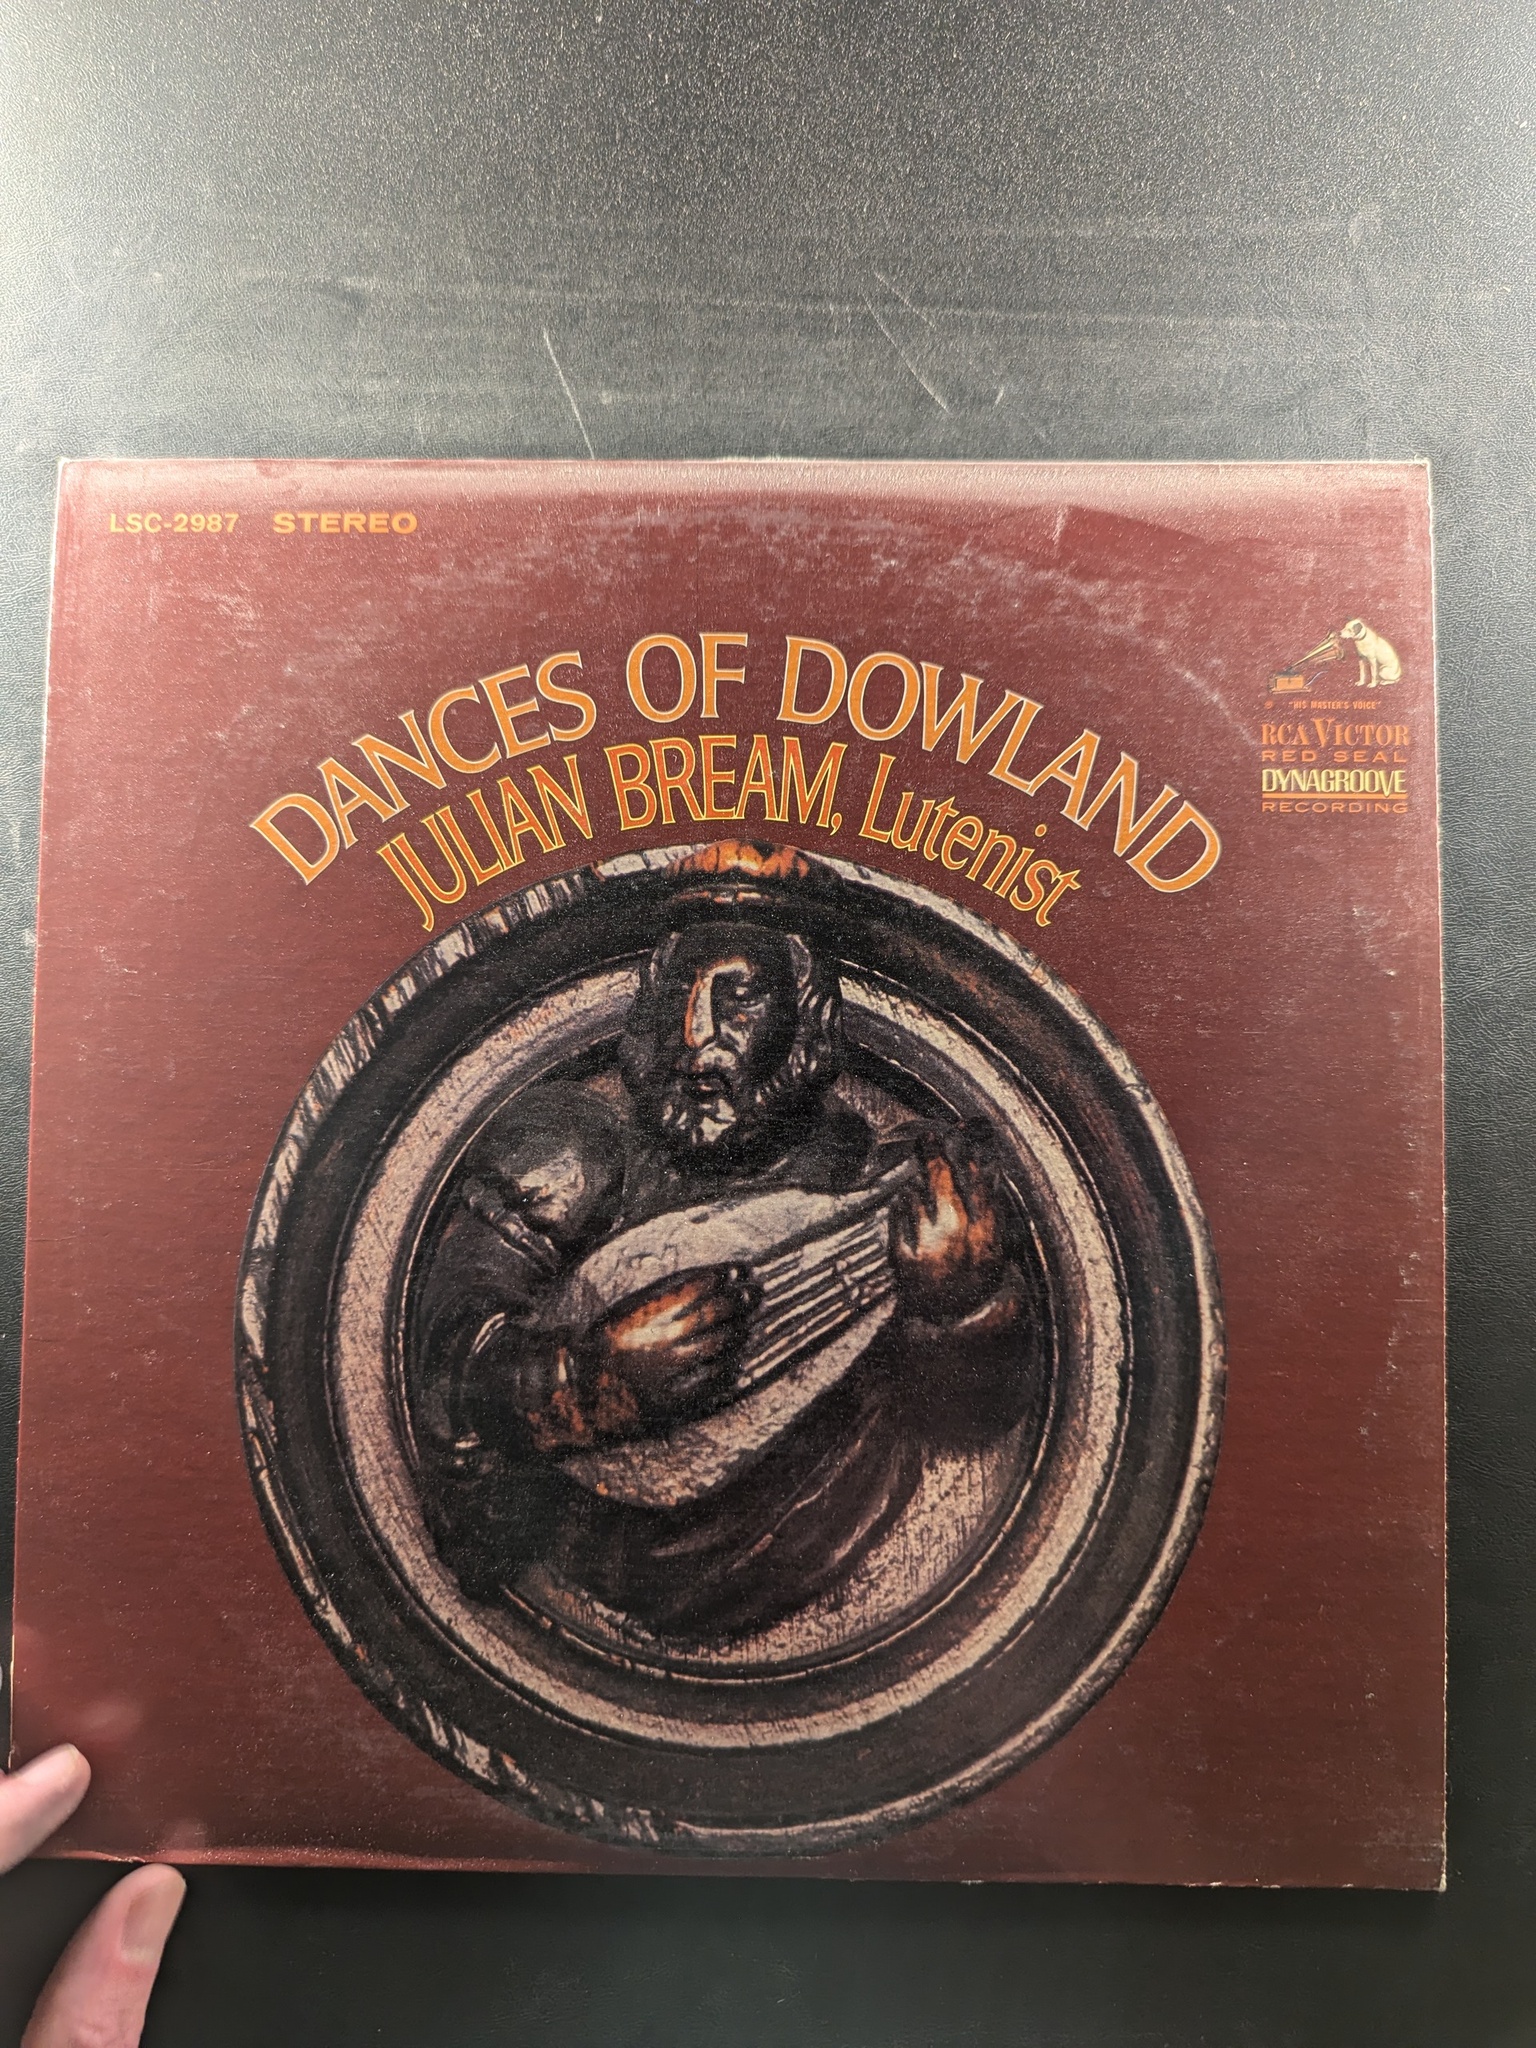 LSC-2987 STEREO
DANCES OF DOWLAND
JULIAN BREAM, Lutenist
"HIS MASTER'S VOICE"
RCA VICTOR
RED SEAL
DYNAGROOVE
RECORDING